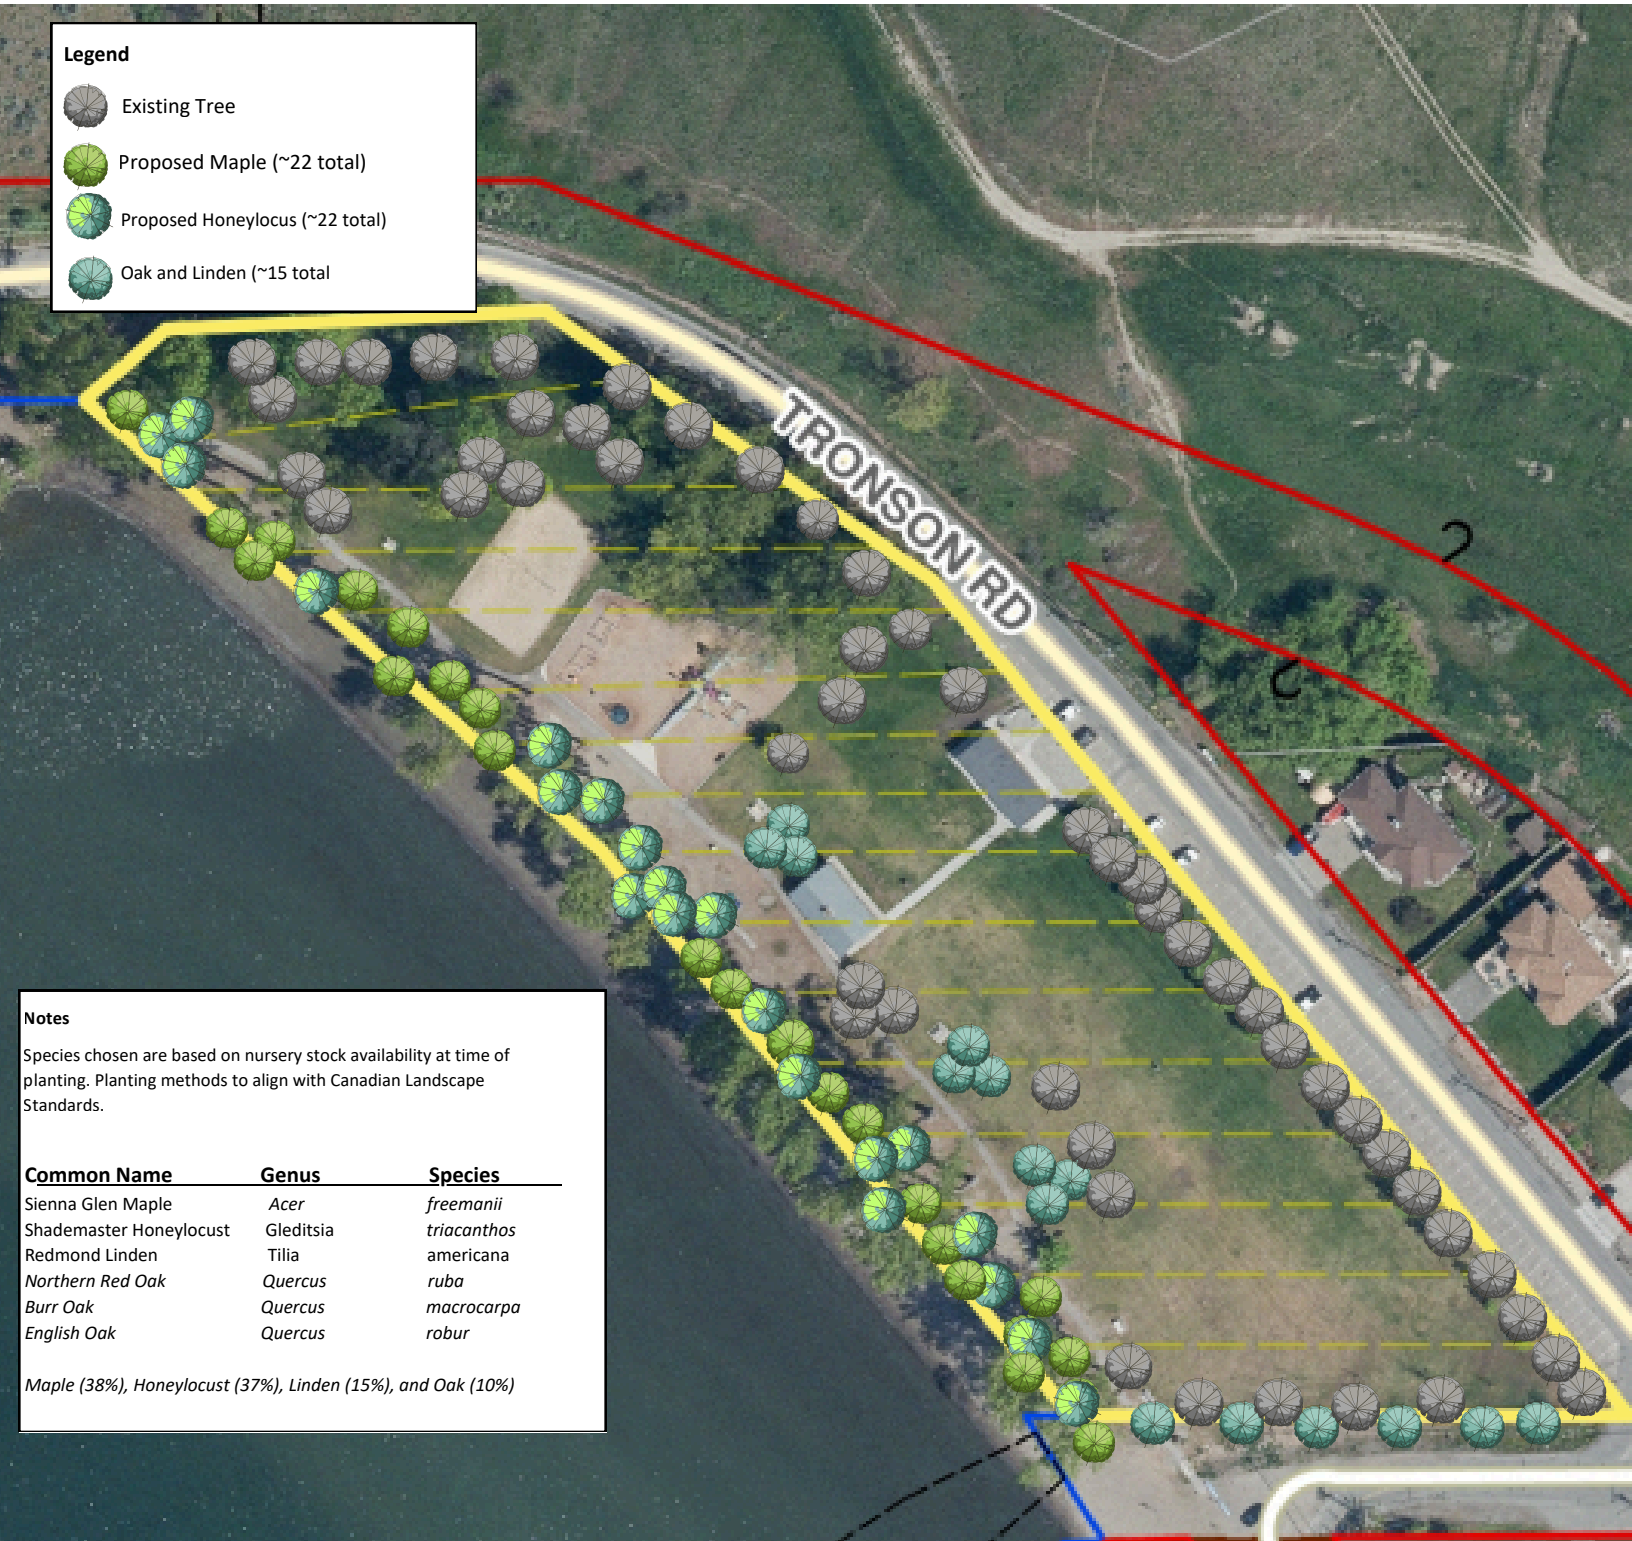 Legend
Existing Tree
Proposed Maple (~22 total)
Proposed Honeylocus (~22 total)
Oak and Linden (~15 total
TRONSON RD
2
Notes
Species chosen are based on nursery stock availability at time of
planting. Planting methods to align with Canadian Landscape
Standards.
Common Name Genus Species
Sienna Glen Maple Acer freemanii
Shademaster Honeylocust Gleditsia triacanthos
Redmond Linden Tilia americana
Northern Red Oak Quercus ruba
Burr Oak Quercus macrocarpa
English Oak Quercus robur
Maple (38%), Honeylocust (37%), Linden (15%), and Oak (10%)